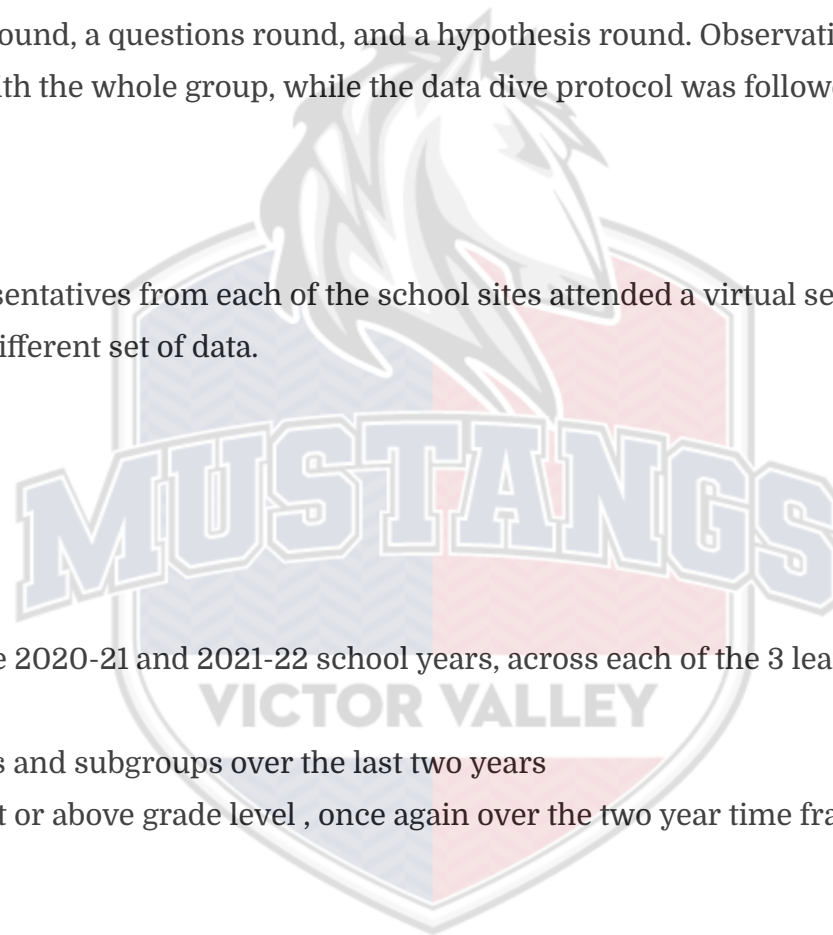 ound, a questions round, and a hypothesis round. Observati
ith the whole group, while the data dive protocol was follow
sentatives from each of the school sites attended a virtual se
ifferent set of data.
MUSTANGS
e 2020-21 and 2021-22 school years, across each of the 3 lea
VICTOR VALLEY
s and subgroups over the last two years
t or above grade level , once again over the two year time fra